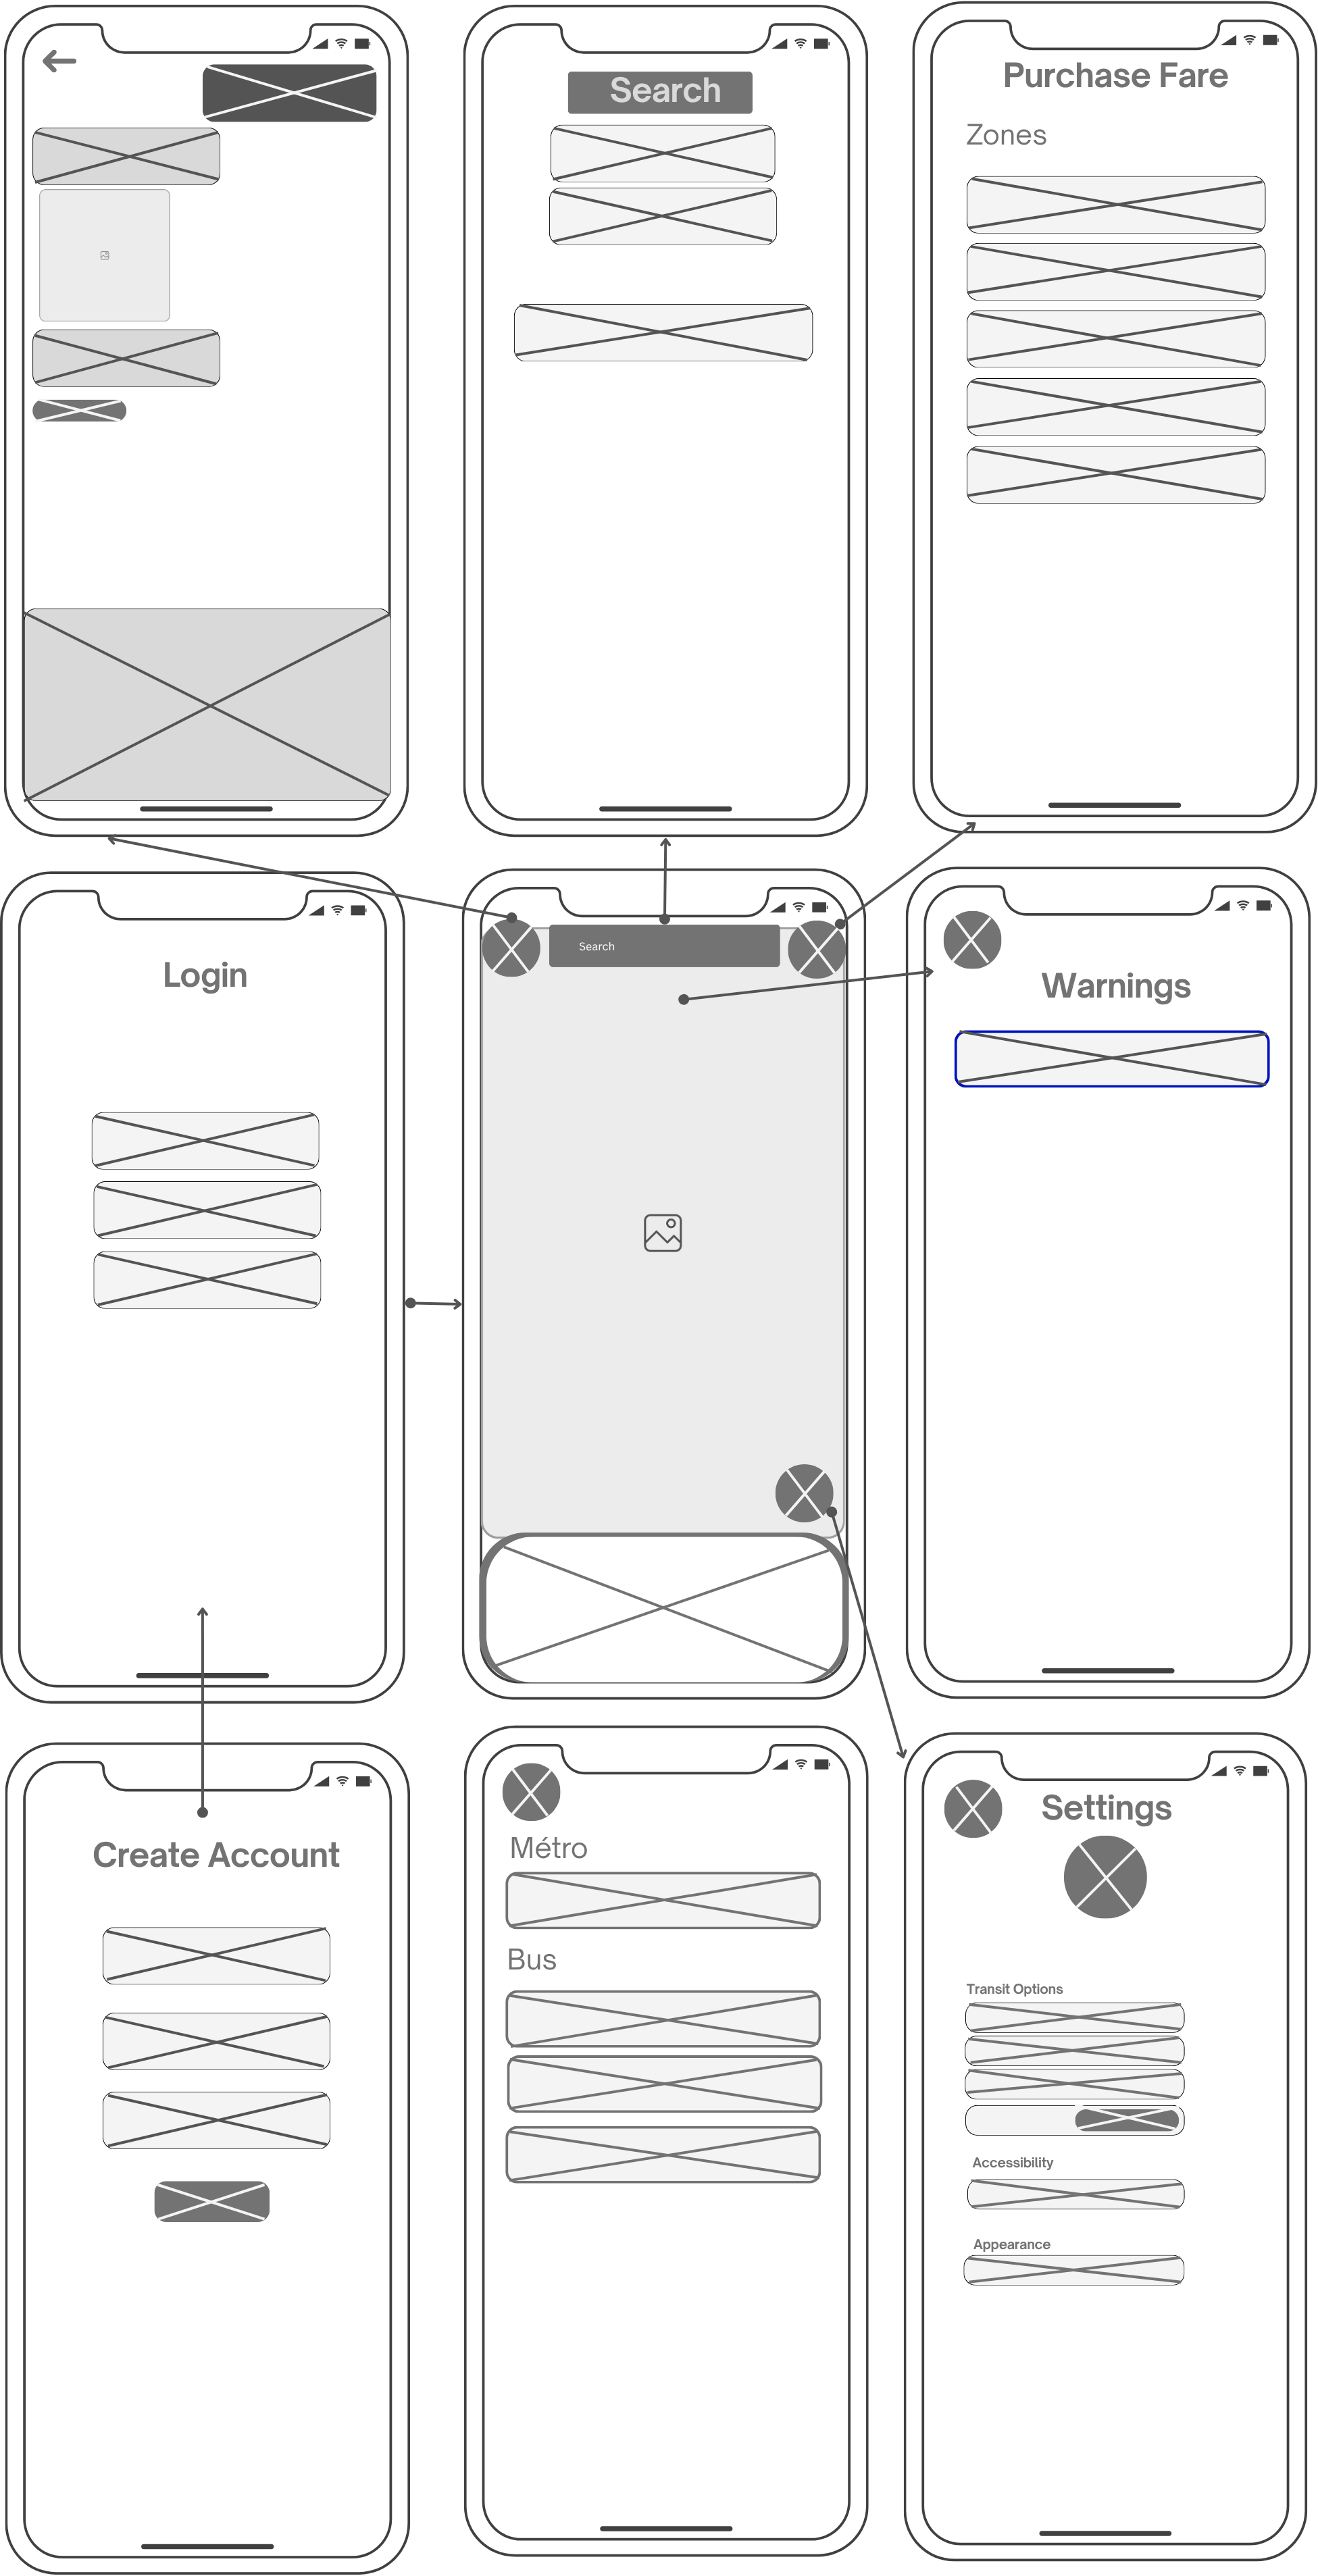 Search
Purchase Fare
Zones
Login
Search
Warnings
Create Account
Métro
Bus
Settings
Transit Options
Accessibility
Appearance